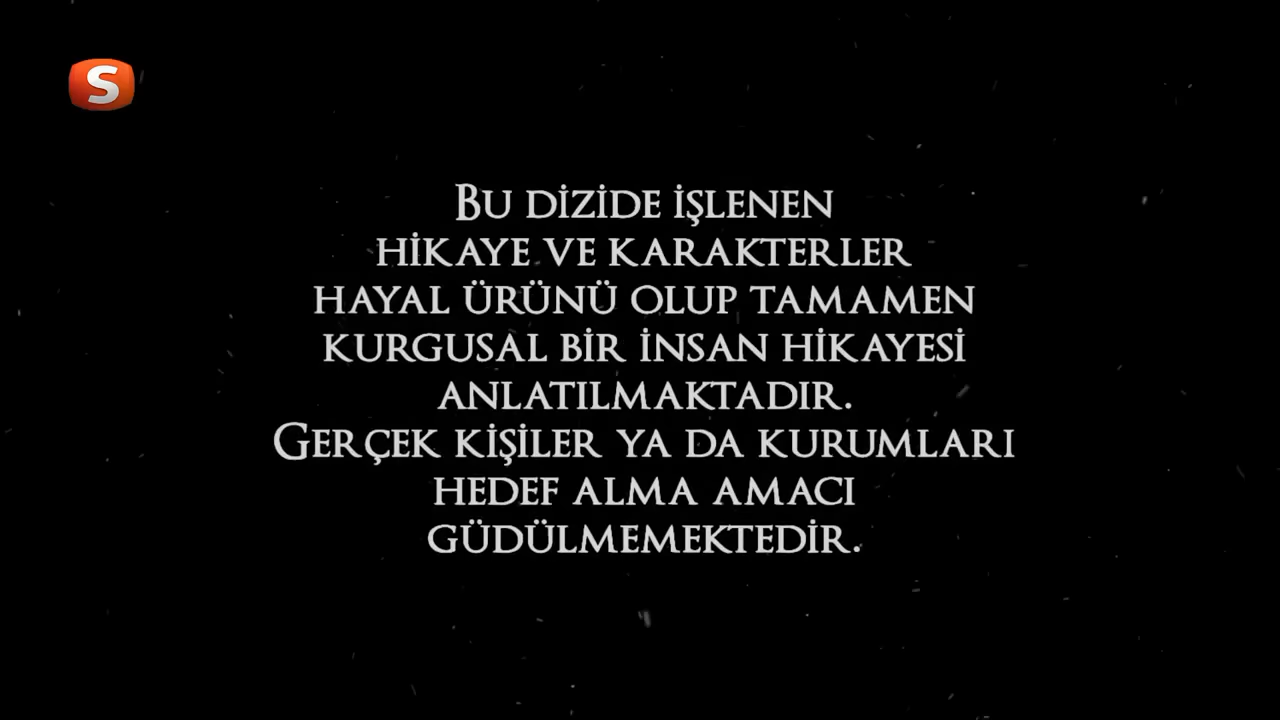 S
Bu dizide işlenen
hikaye ve karakterler
hayal ürünü olup tamamen
kurgusal bir insan hikayesi
anlatılmaktadır.
Gerçek kişiler ya da kurumları
hedef alma amacı
güdülmemektedir.